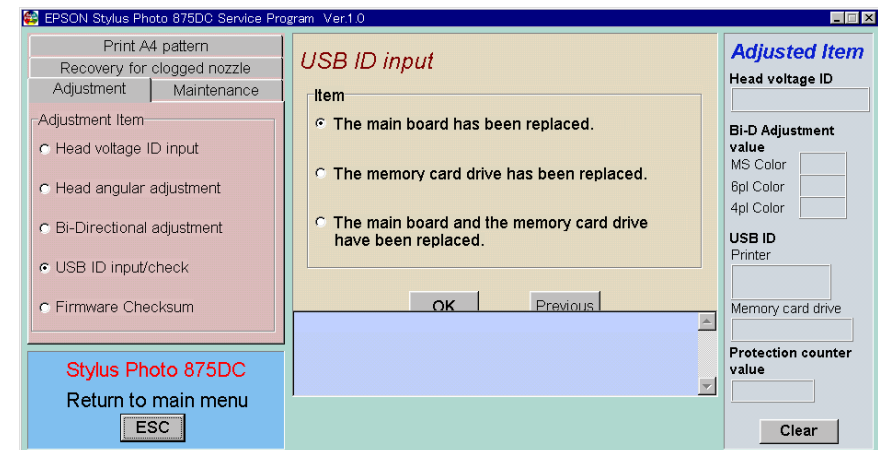 EPSON Stylus Photo 875DC Service Program Ver.1.0
Print A4 pattern
Recovery for clogged nozzle
Adjustment
Maintenance
Adjustment Item
Head voltage ID input
Head angular adjustment
Bi-Directional adjustment
USB ID input/check
Firmware Checksum
Stylus Photo 875DC
Return to main menu
ESC
USB ID input
Item
The main board has been replaced.
The memory card drive has been replaced.
The main board and the memory card drive
have been replaced.
OK
Previous
Adjusted Item
Head voltage ID
Bi-D Adjustment
value
MS Color
6pl Color
4pl Color
USB ID
Printer
Memory card drive
Protection counter
value
Clear